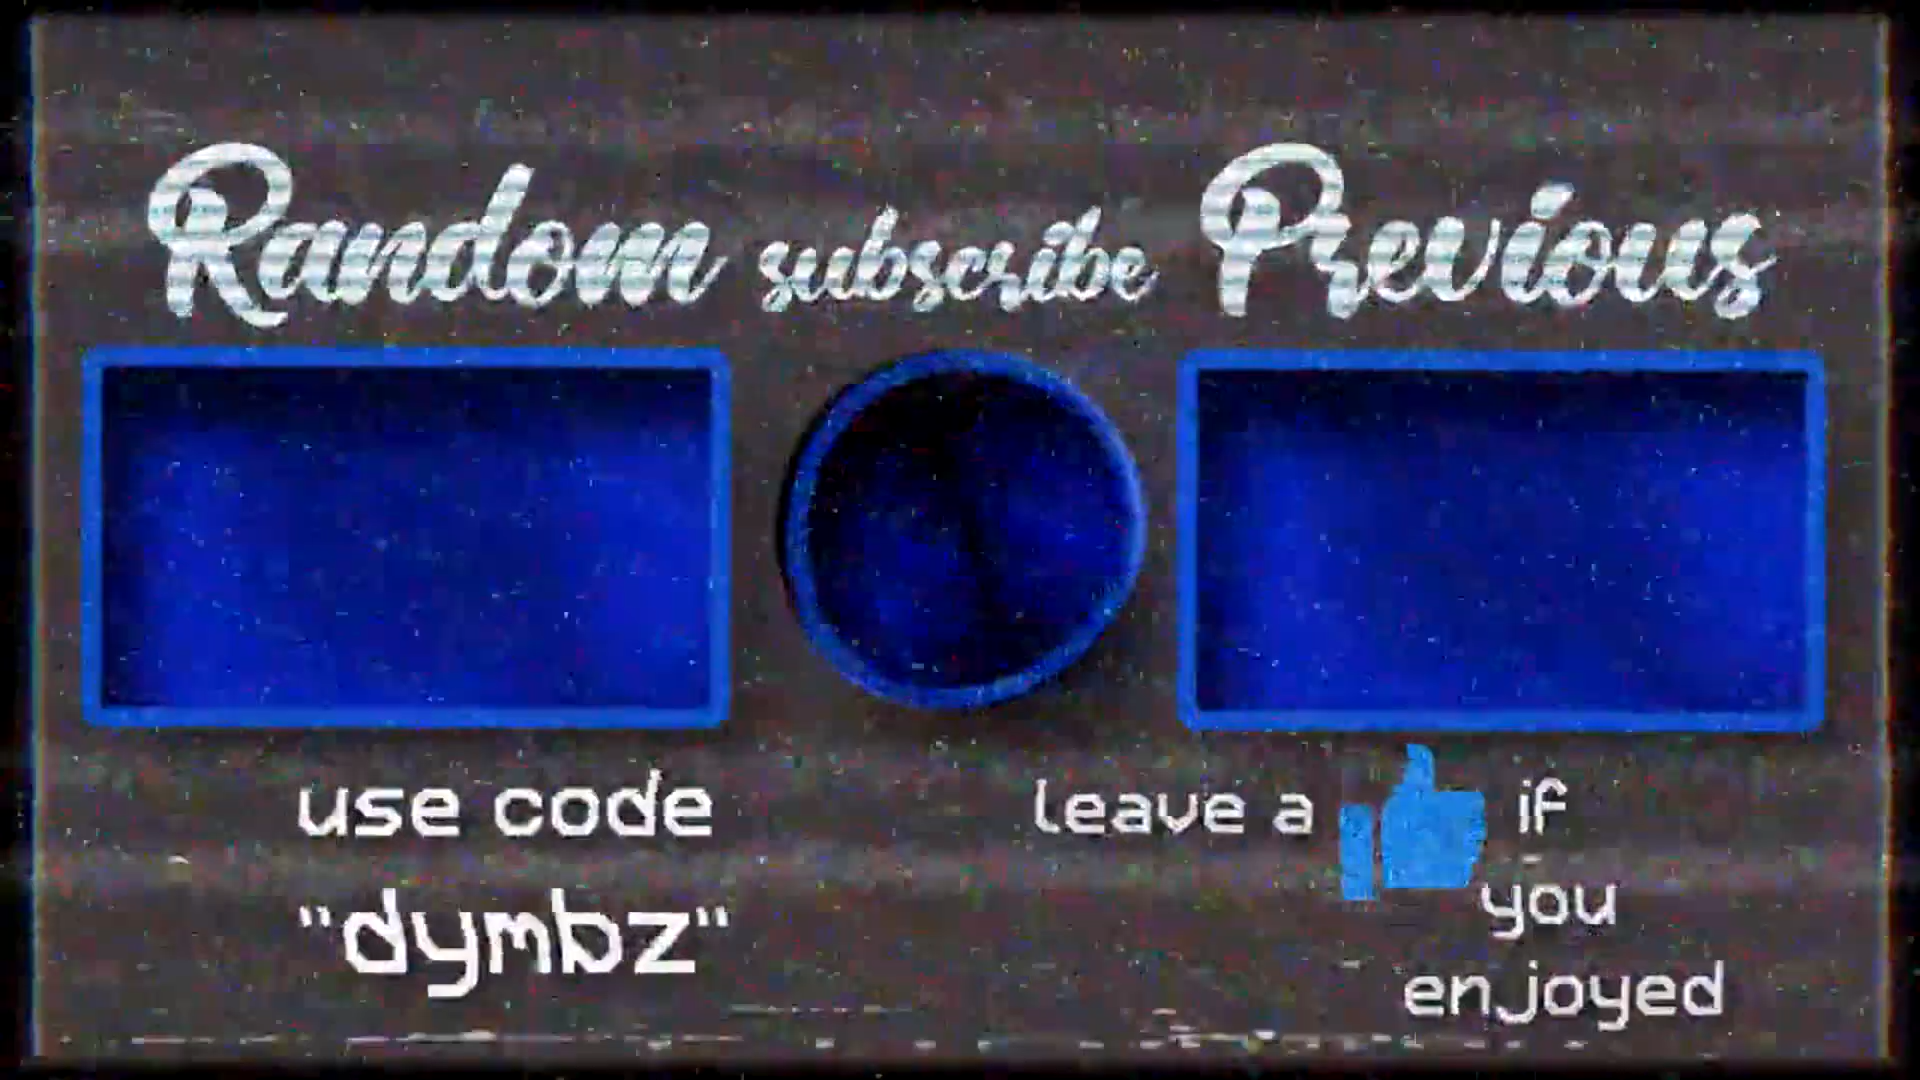 Random subscribe Previous
use code
"dymbz"
leave a if
you
enjoyed